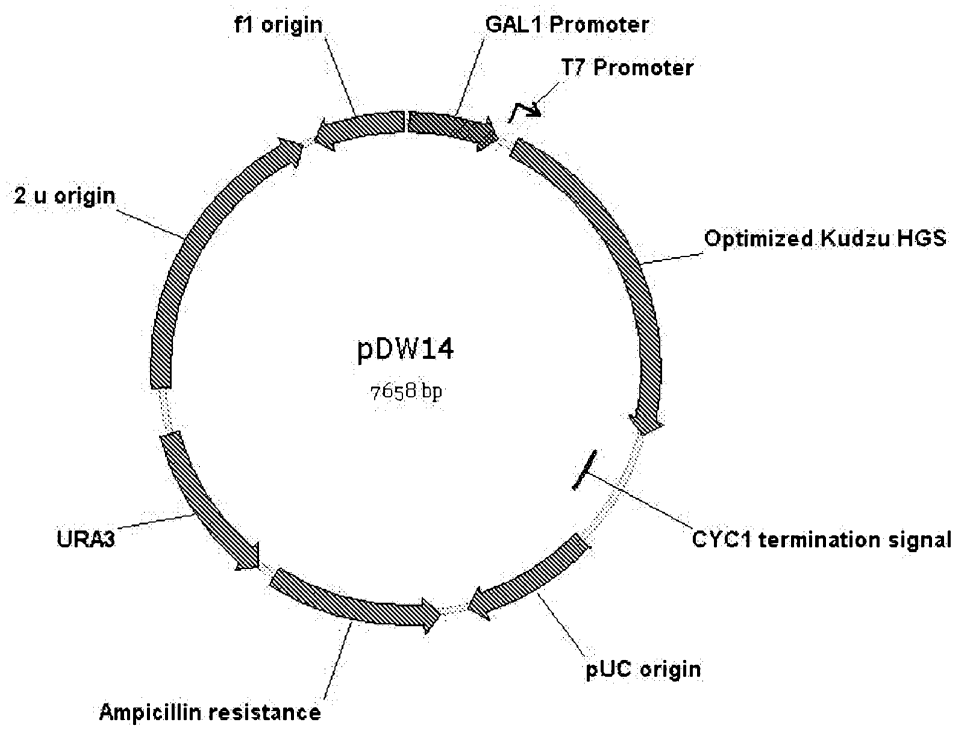 f1 origin
GAL1 Promoter
T7 Promoter
2 u origin
Optimized Kudzu HGS
pDW14
7658 bp
URA3
CYC1 termination signal
pUC origin
Ampicillin resistance